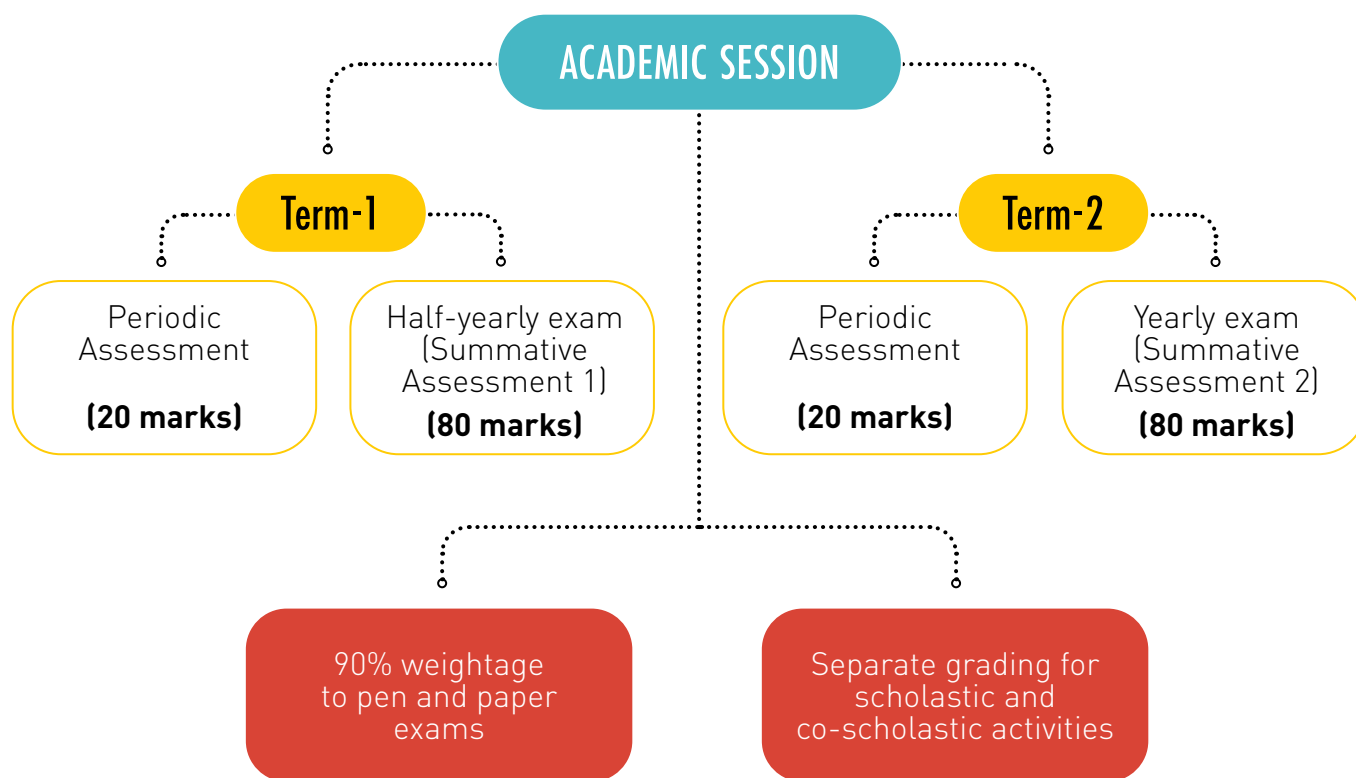 ACADEMIC SESSION
Term-1
Term-2
Periodic
Assessment
(20 marks)
Half-yearly exam
(Summative
Assessment 1)
(80 marks)
Periodic
Assessment
(20 marks)
Yearly exam
(Summative
Assessment 2)
(80 marks)
90% weightage
to pen and paper
exams
Separate grading for
scholastic and
co-scholastic activities